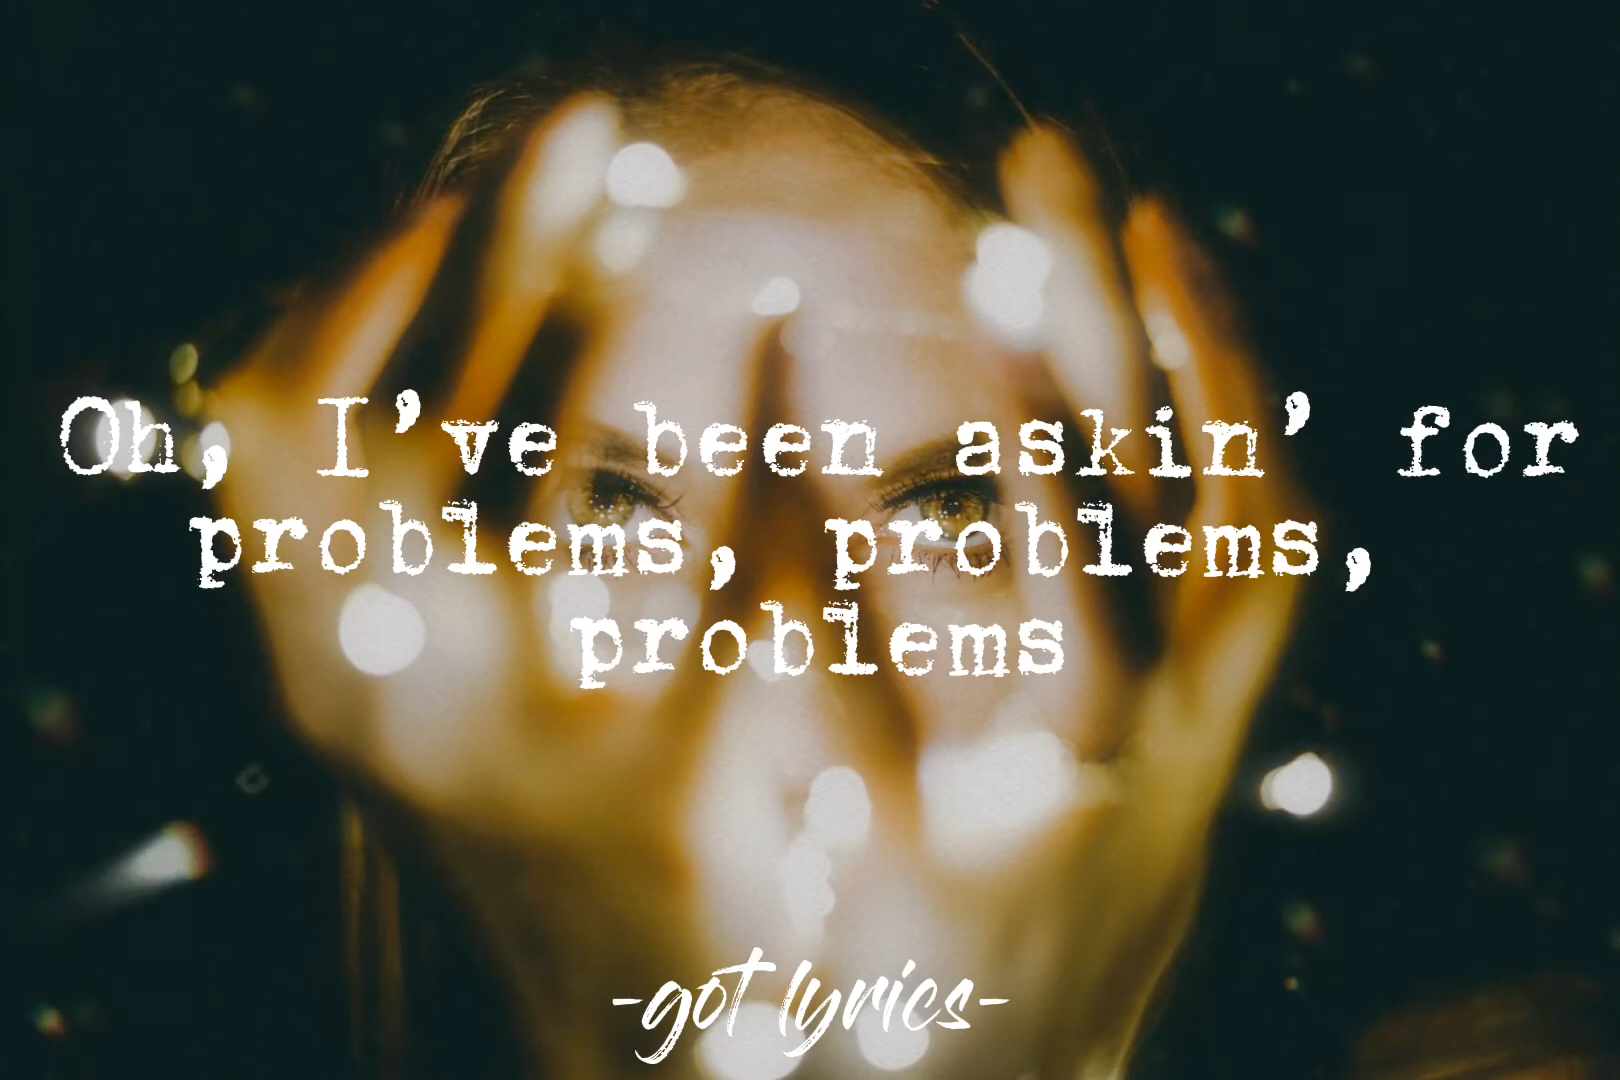 Oh, I’ve been askin’ for
problems, problems,
problems
-got lyrics-